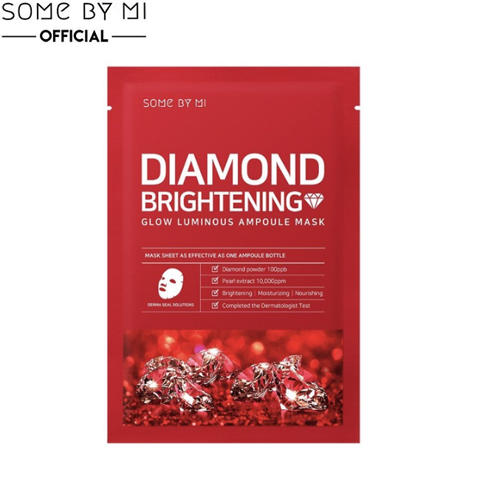 SOME BY MI
OFFICIAL
SOME BY MI
DIAMOND
BRIGHTENING
GLOW LUMINOUS AMPOULE MASK
MASK SHEET AS EFFECTIVE AS ONE AMPOULE BOTTLE
Diamond powder 100ppb
Pearl extract 10,000ppm
Brightening | Moisturizing | Nourishing
Completed the Dermatologist Test
DERMA SEAL SOLUTIONS